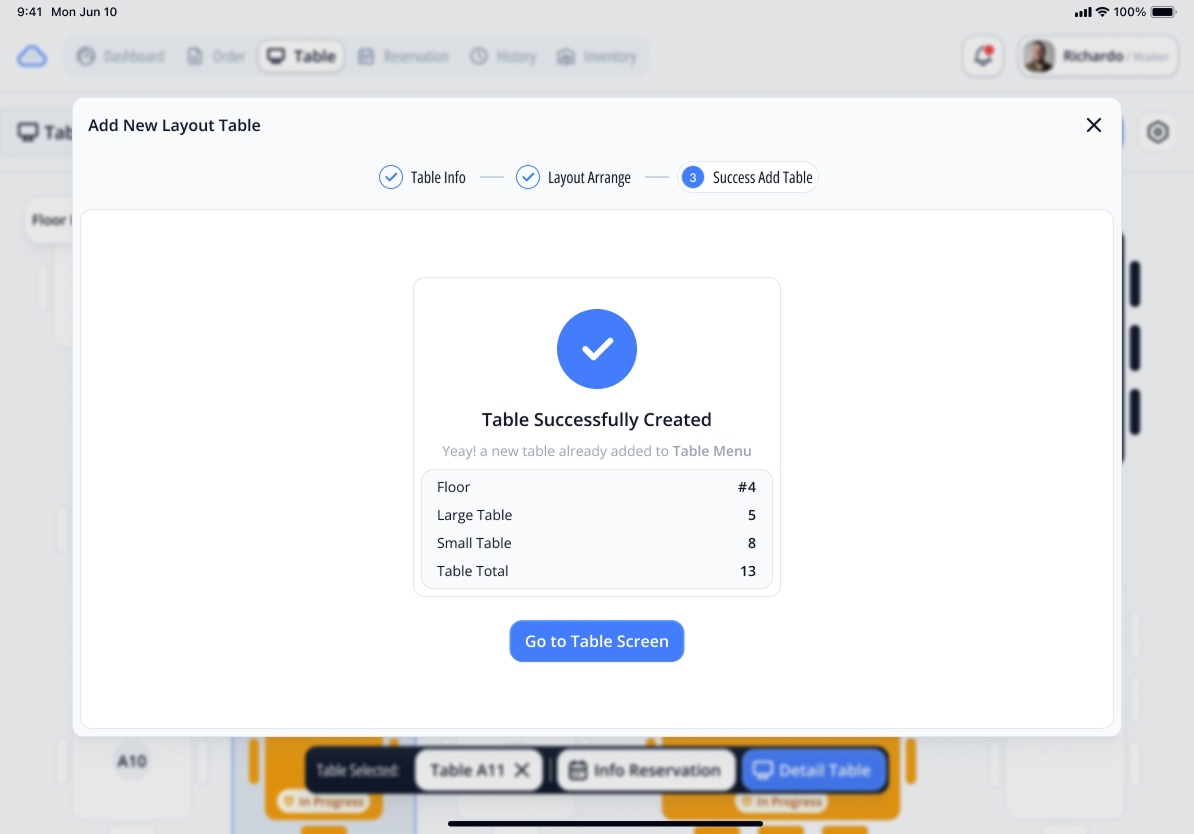 9:41 Mon Jun 10
100%
Dashboard
Order
Table
Reservation
History
Inventory
Richardo / Waiter
Add New Layout Table
Table Info
Layout Arrange
3 Success Add Table
Floor
Table Successfully Created
Yeay! a new table already added to Table Menu
Floor #4
Large Table 5
Small Table 8
Table Total 13
Go to Table Screen
A10
Table Selected:
Table A11
Info Reservation
Detail Table
In Progress
In Progress